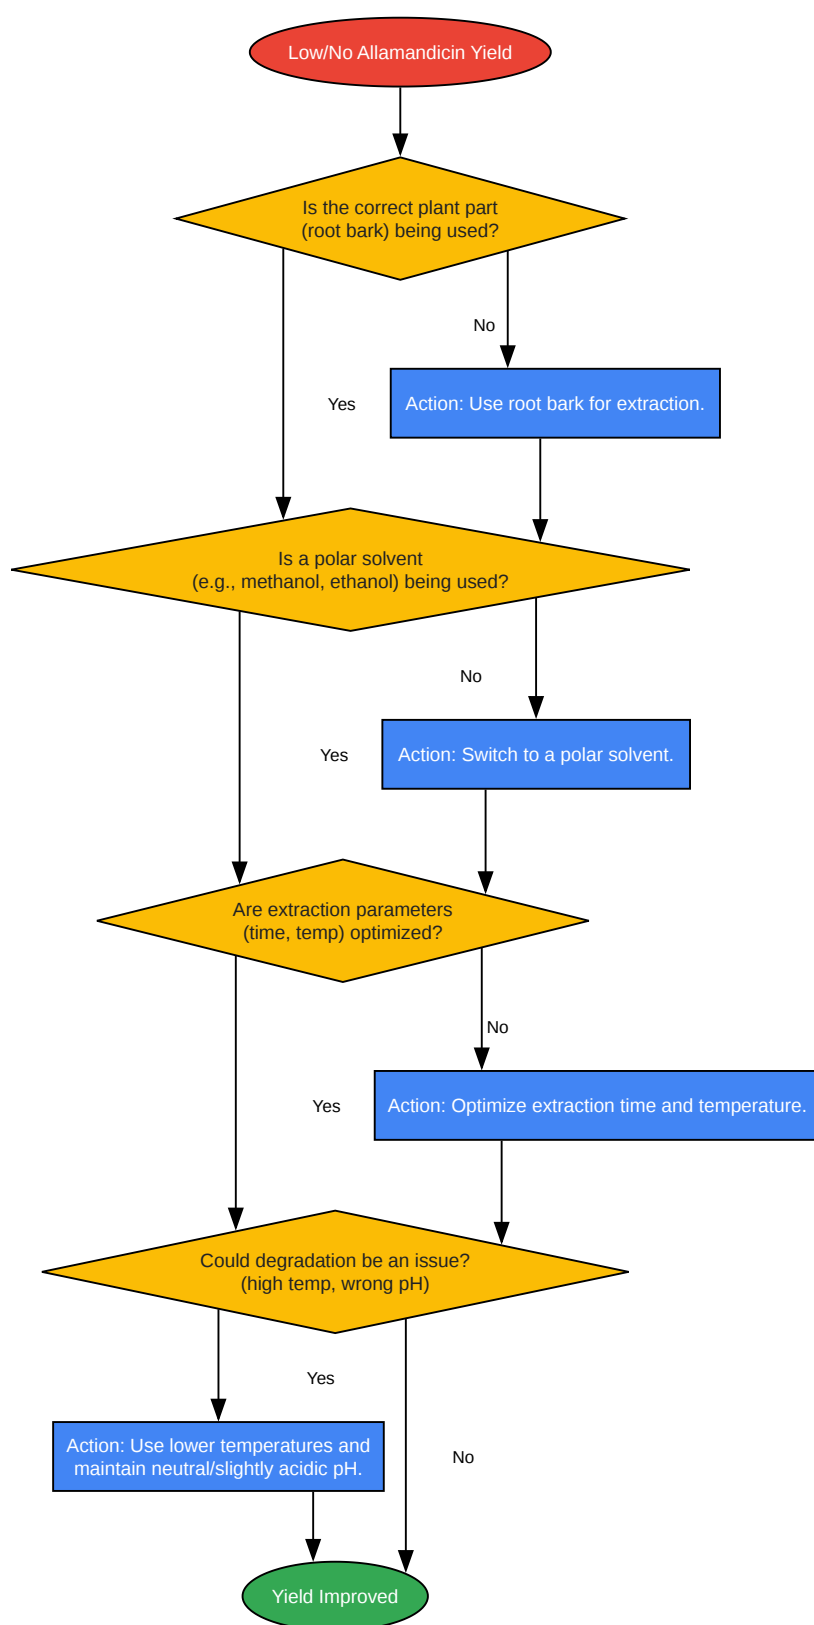 Low/No Allamandicin Yield
Is the correct plant part
(root bark) being used?
No
Yes
Action: Use root bark for extraction.
Is a polar solvent
(e.g., methanol, ethanol) being used?
No
Yes
Action: Switch to a polar solvent.
Are extraction parameters
(time, temp) optimized?
No
Yes
Action: Optimize extraction time and temperature.
Could degradation be an issue?
(high temp, wrong pH)
Yes
Action: Use lower temperatures and
maintain neutral/slightly acidic pH.
No
Yield Improved